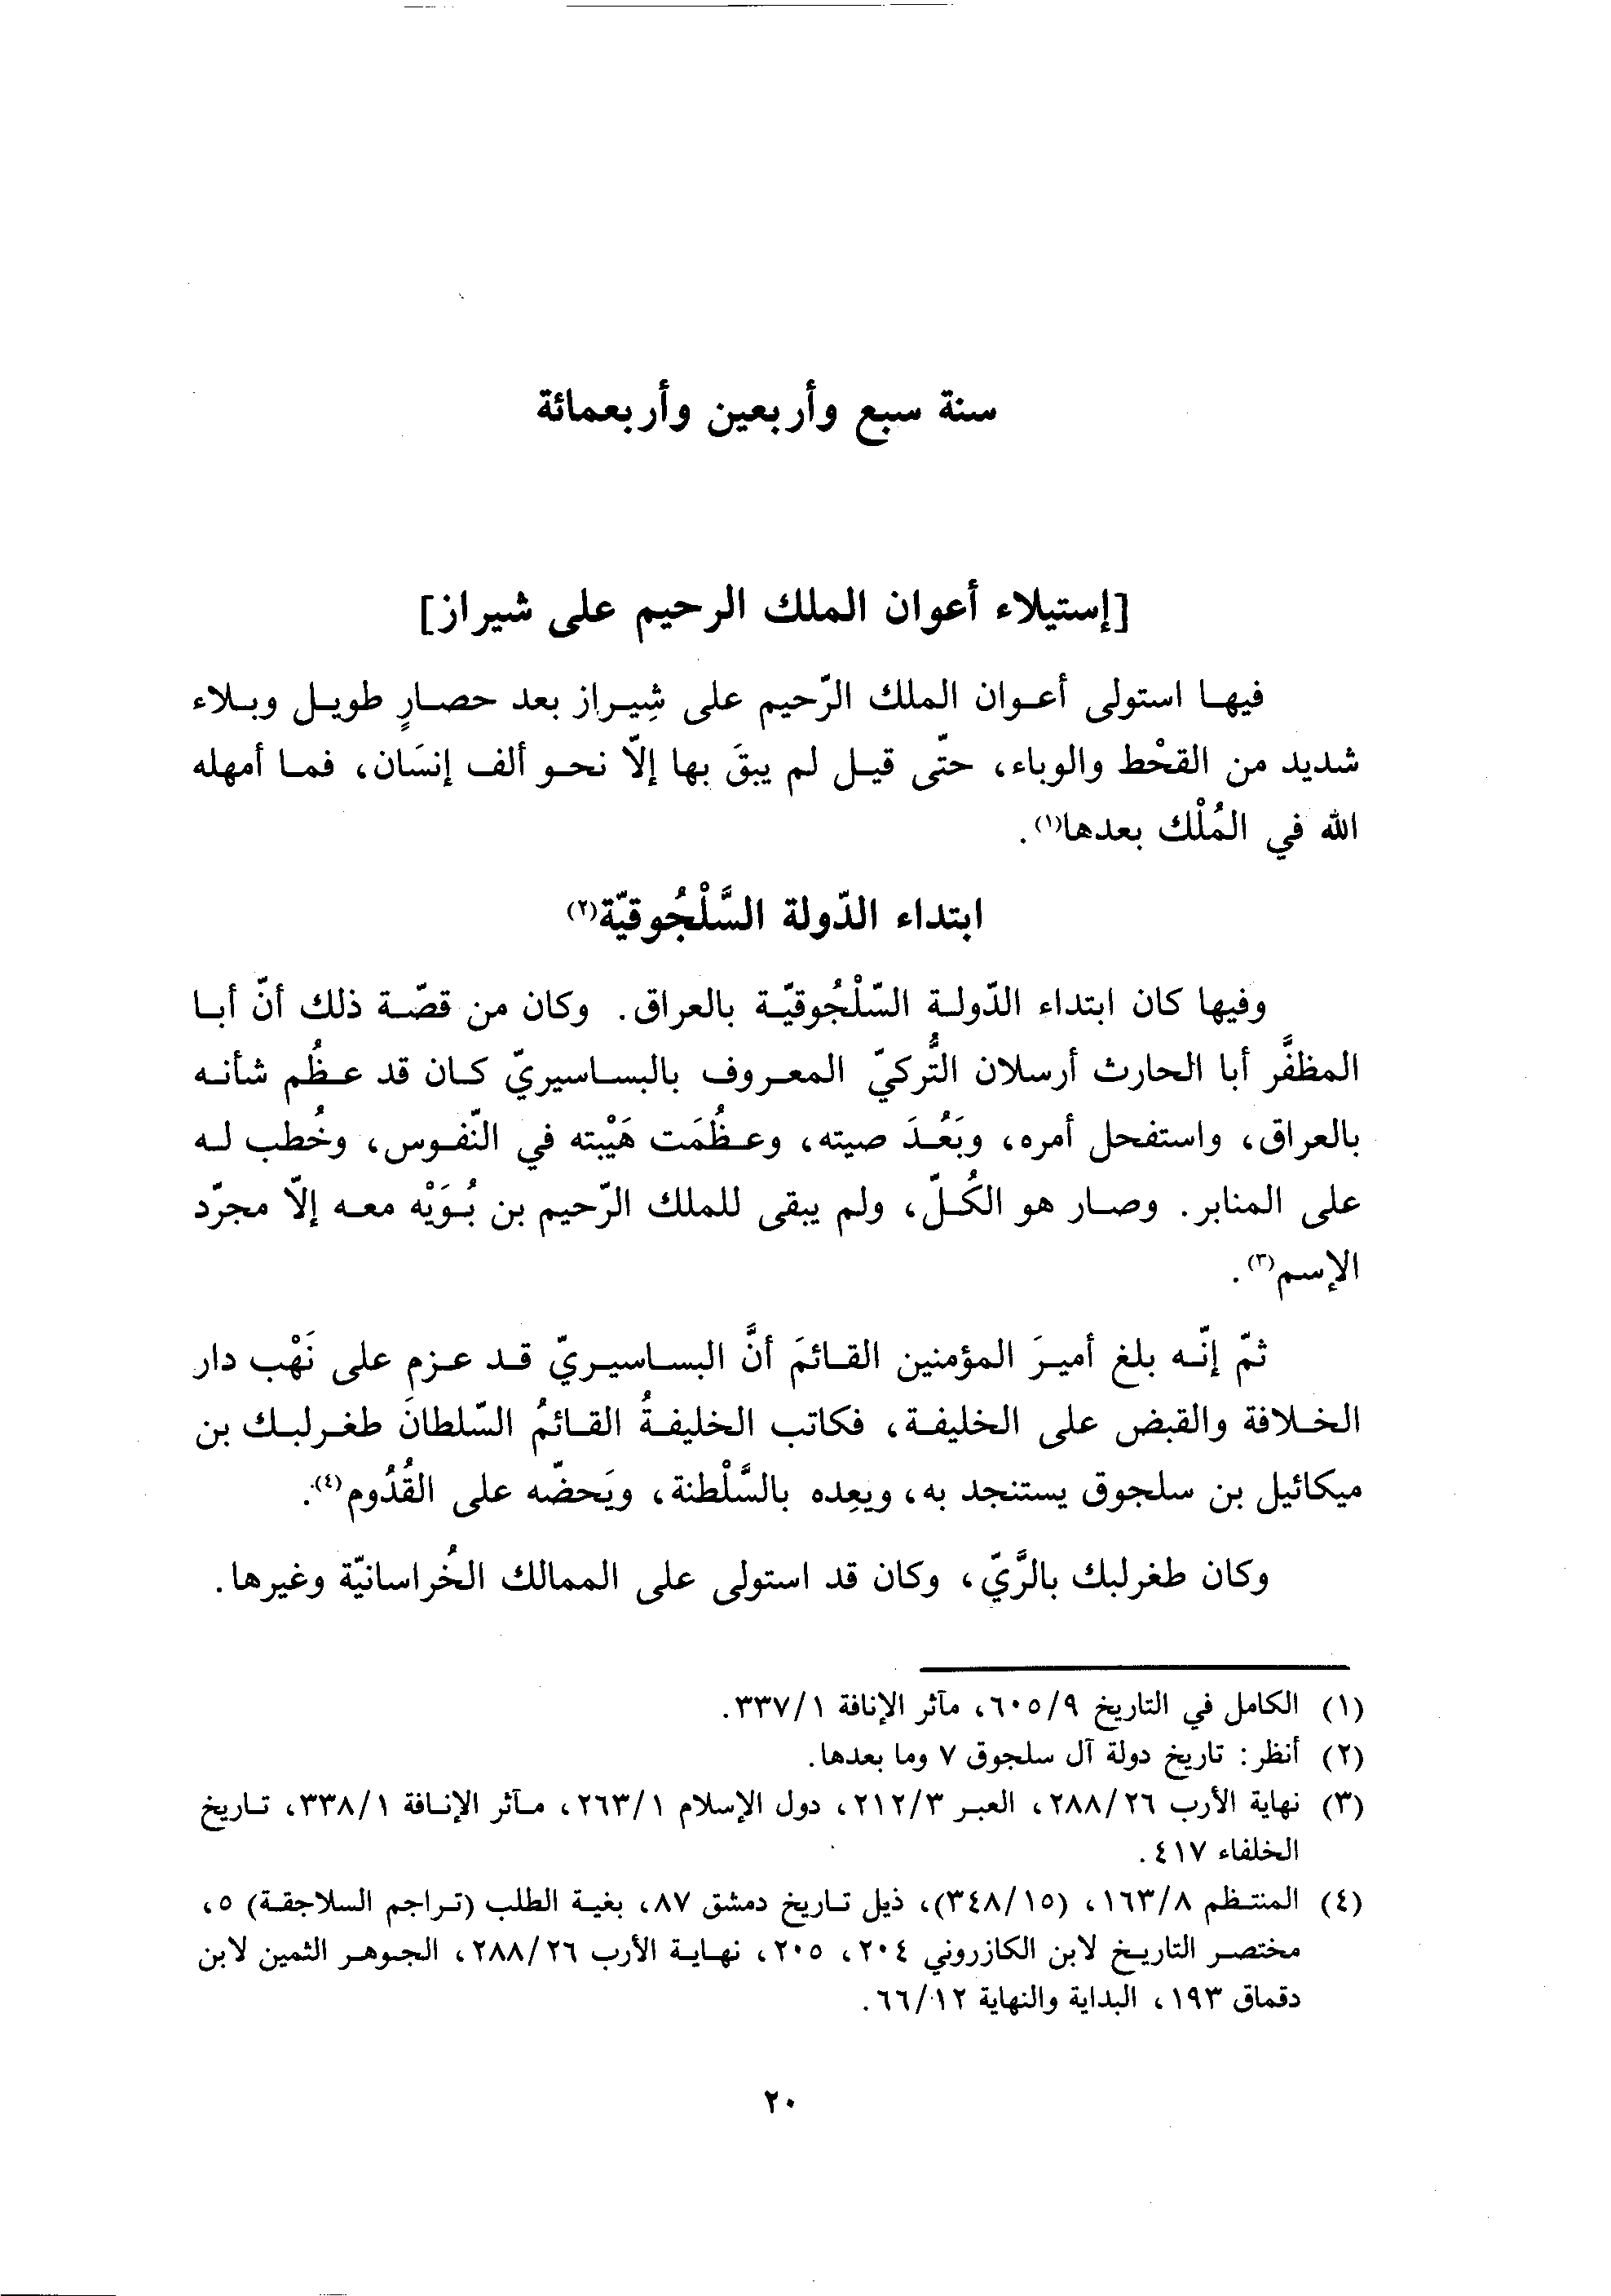 سنة سبع وأربعين وأربعمائة
[إستيلاء أعوان الملك الرحيم على شيراز]
فيها استولى أعوان الملك الرّحيم على شِيراز بعد حصارٍ طويل وبلاء
شديد من القحْط والوباء، حتّى قيل لم يبقَ بها إلاّ نحو ألف إنسَان، فما أمهله
الله في المُلْك بعدها(١).
ابتداء الدّولة السَّلْجُوقيّة(٢)
وفيها كان ابتداء الدّولة السّلْجُوقيّة بالعراق. وكان من قصّة ذلك أنّ أبا
المظفَّر أبا الحارث أرسلان التُّركيّ المعروف بالبساسيريّ كان قد عظُم شأنه
بالعراق، واستفحل أمره، وبَعُدَ صيته، وعظُمَت هَيْبته في النّفوس، وخُطب له
على المنابر. وصار هو الكُلّ، ولم يبقى للملك الرّحيم بن بُوَيْه معه إلاّ مجرّد
الإسم(٣).
ثمّ إنّه بلغ أميرَ المؤمنين القائمَ أنَّ البساسيريّ قد عزم على نَهْب دار
الخلافة والقبض على الخليفة، فكاتب الخليفةُ القائمُ السّلطانَ طغرلبك بن
ميكائيل بن سلجوق يستنجد به، ويعِده بالسَّلْطنة، ويَحضّه على القُدُوم(٤).
وكان طغرلبك بالرَّيّ، وكان قد استولى على الممالك الخُراسانيّة وغيرها.
(١) الكامل في التاريخ ٦٠٥/٩، مآثر الإنافة ٣٣٧/١.
(٢) أنظر: تاريخ دولة آل سلجوق ٧ وما بعدها.
(٣) نهاية الأرب ٢٨٨/٢٦، العبر ٢١٢/٣، دول الإسلام ٢٦٣/١، مآثر الإنافة ٣٣٨/١، تاريخ
الخلفاء ٤١٧.
(٤) المنتظم ١٦٣/٨، (٣٤٨/١٥)، ذيل تاريخ دمشق ٨٧، بغية الطلب (تراجم السلاجقة) ٥،
مختصر التاريخ لابن الكازروني ٢٠٤، ٢٠٥، نهاية الأرب ٢٨٨/٢٦، الجوهر الثمين لابن
دقماق ١٩٣، البداية والنهاية ٦٦/١٢.
٢٠